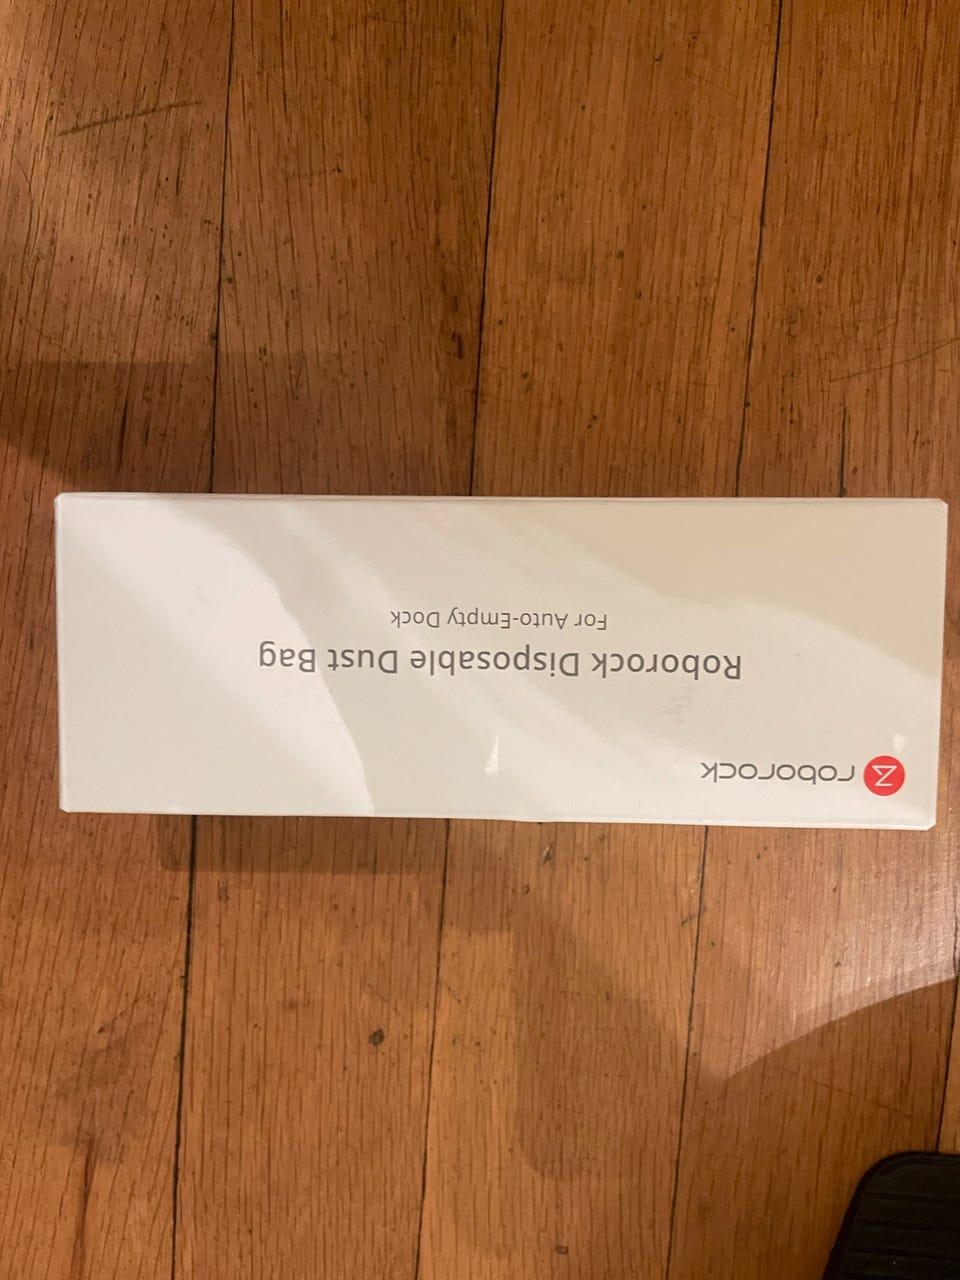 roborock
Roborock Disposable Dust Bag
For Auto-Empty Dock